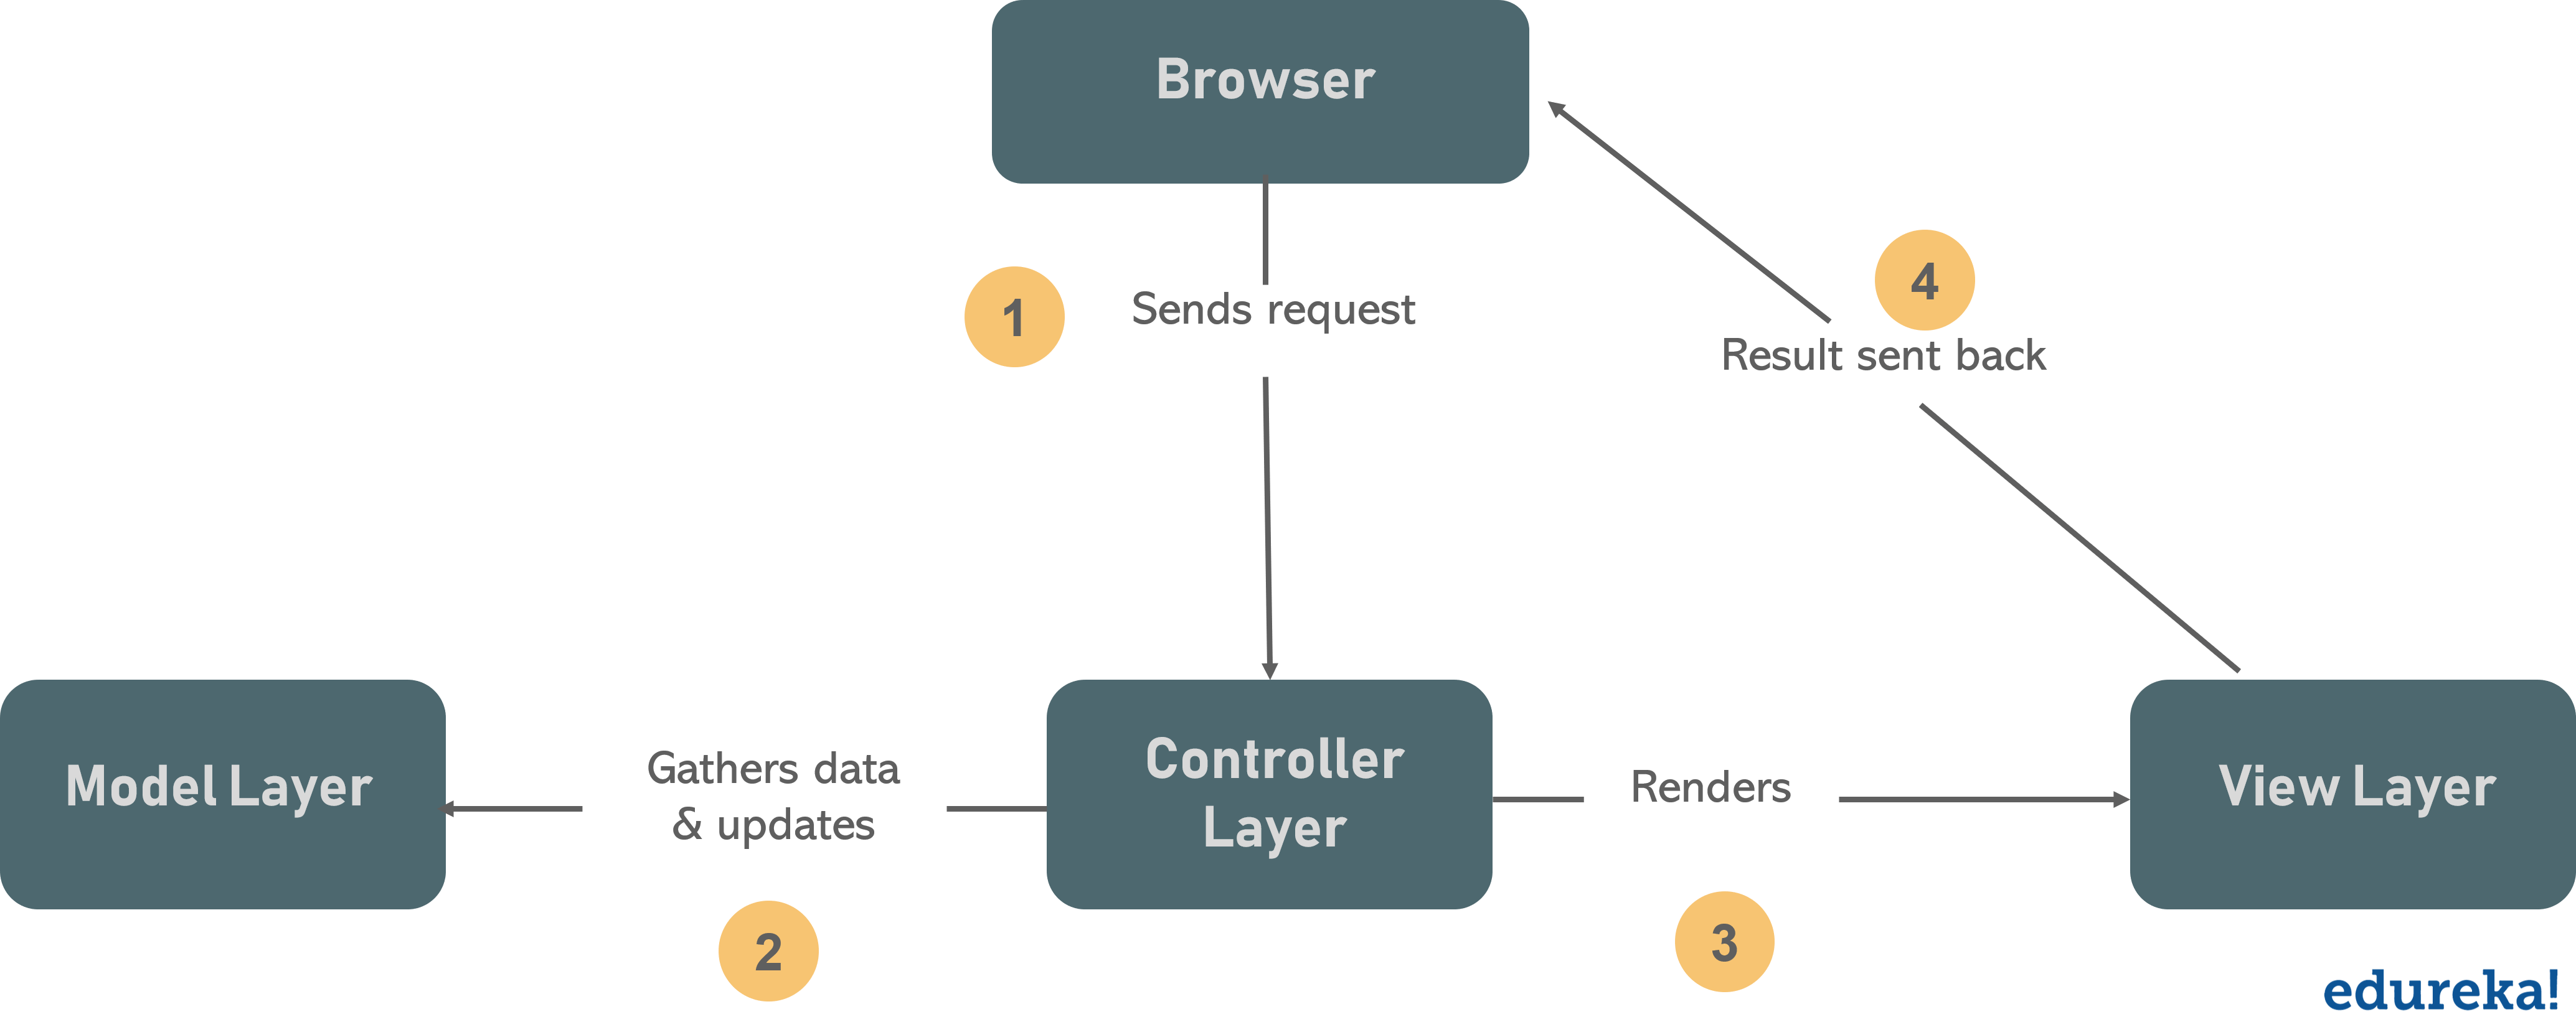 Browser
1
Sends request
4
Result sent back
Model Layer
Gathers data
& updates
2
Controller
Layer
Renders
3
View Layer
edureka!